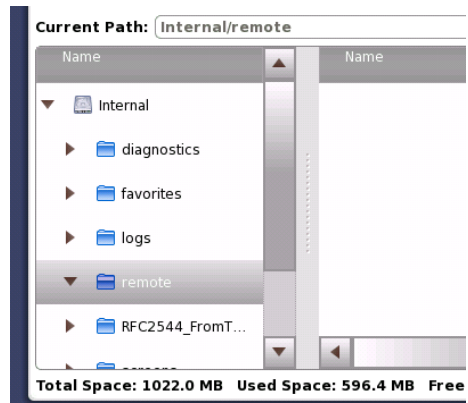 Current Path: Internal/remote
Name Name
Internal
diagnostics
favorites
logs
remote
RFC2544_FromT...
Total Space: 1022.0 MB Used Space: 596.4 MB Free